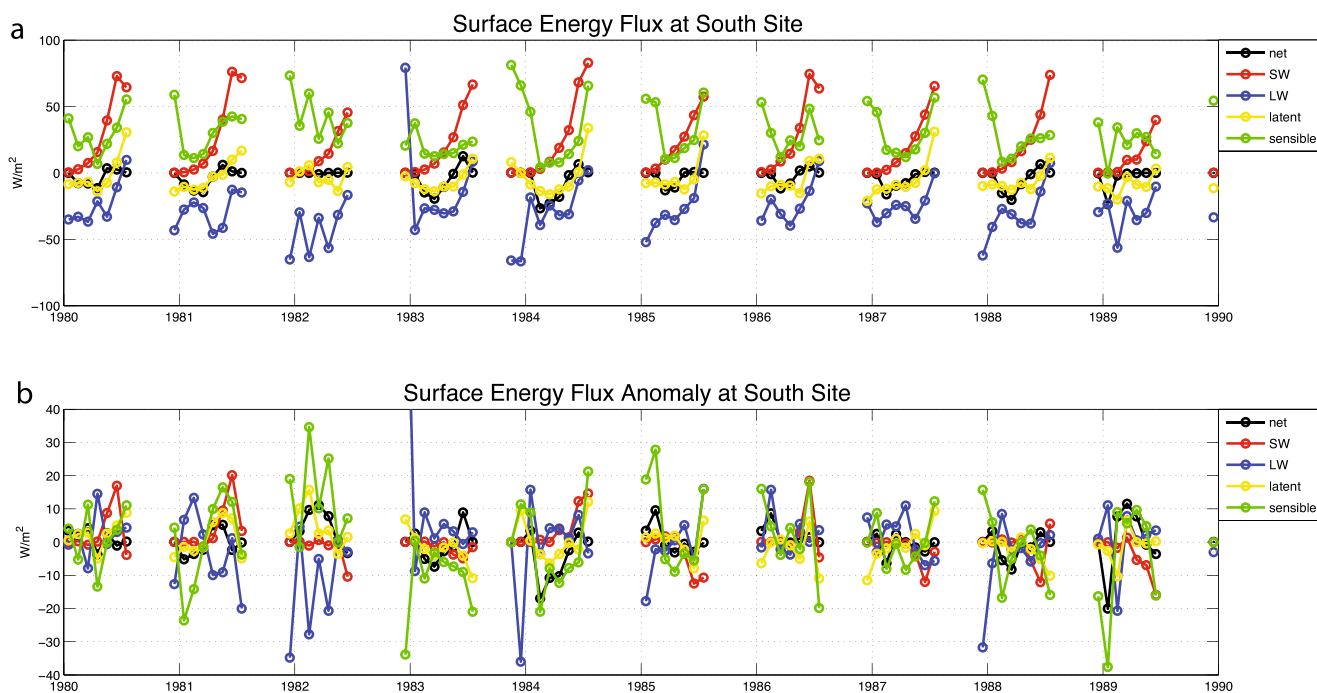 a
Surface Energy Flux at South Site
100
50
0
−50
−100
W/m²
1980 1981 1982 1983 1984 1985 1986 1987 1988 1989 1990
net
SW
LW
latent
sensible
b
Surface Energy Flux Anomaly at South Site
40
30
20
10
0
−10
−20
−30
−40
W/m²
1980 1981 1982 1983 1984 1985 1986 1987 1988 1989 1990
net
SW
LW
latent
sensible